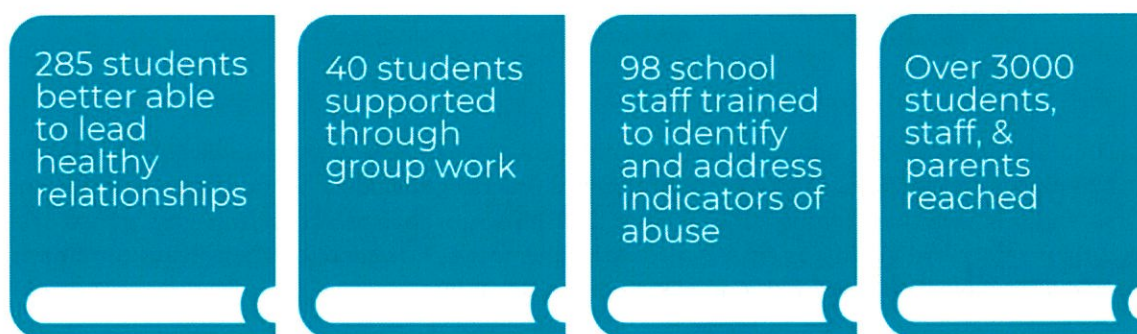 285 students
better able
to lead
healthy
relationships
40 students
supported
through
group work
98 school
staff trained
to identify
and address
indicators of
abuse
Over 3000
students,
staff, &
parents
reached